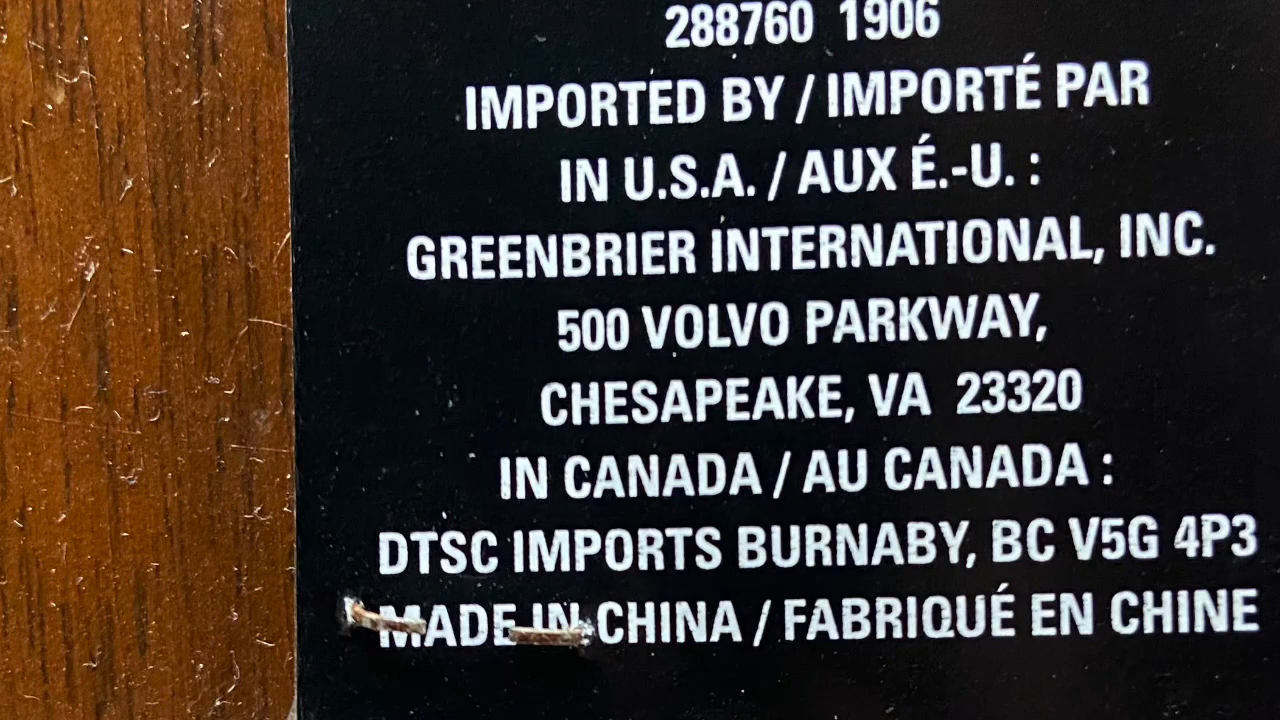 288760 1906
IMPORTED BY / IMPORTÉ PAR
IN U.S.A. / AUX É.-U. :
GREENBRIER INTERNATIONAL, INC.
500 VOLVO PARKWAY,
CHESAPEAKE, VA 23320
IN CANADA / AU CANADA :
DTSC IMPORTS BURNABY, BC V5G 4P3
MADE IN CHINA / FABRIQUÉ EN CHINE